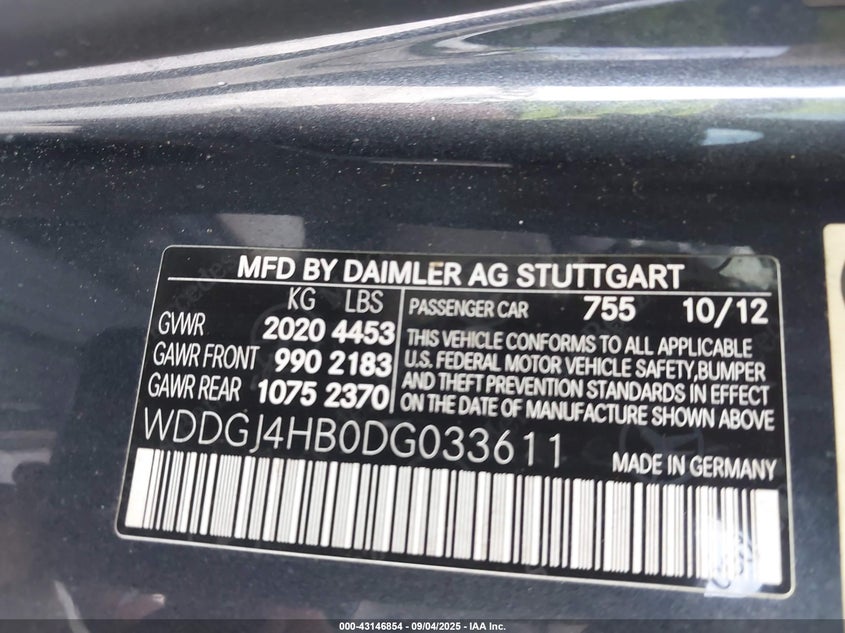 MFD BY DAIMLER AG STUTTGART
KG LBS
GVWR 2020 4453
GAWR FRONT 990 2183
GAWR REAR 1075 2370
PASSENGER CAR 755 10/12
THIS VEHICLE CONFORMS TO ALL APPLICABLE
U.S. FEDERAL MOTOR VEHICLE SAFETY, BUMPER
AND THEFT PREVENTION STANDARDS IN EFFECT
ON THE DATE OF MANUFACTURE SHOWN ABOVE
WDDGJ4HB0DG033611
MADE IN GERMANY
000-43146854 - 09/04/2025 - IAA Inc.